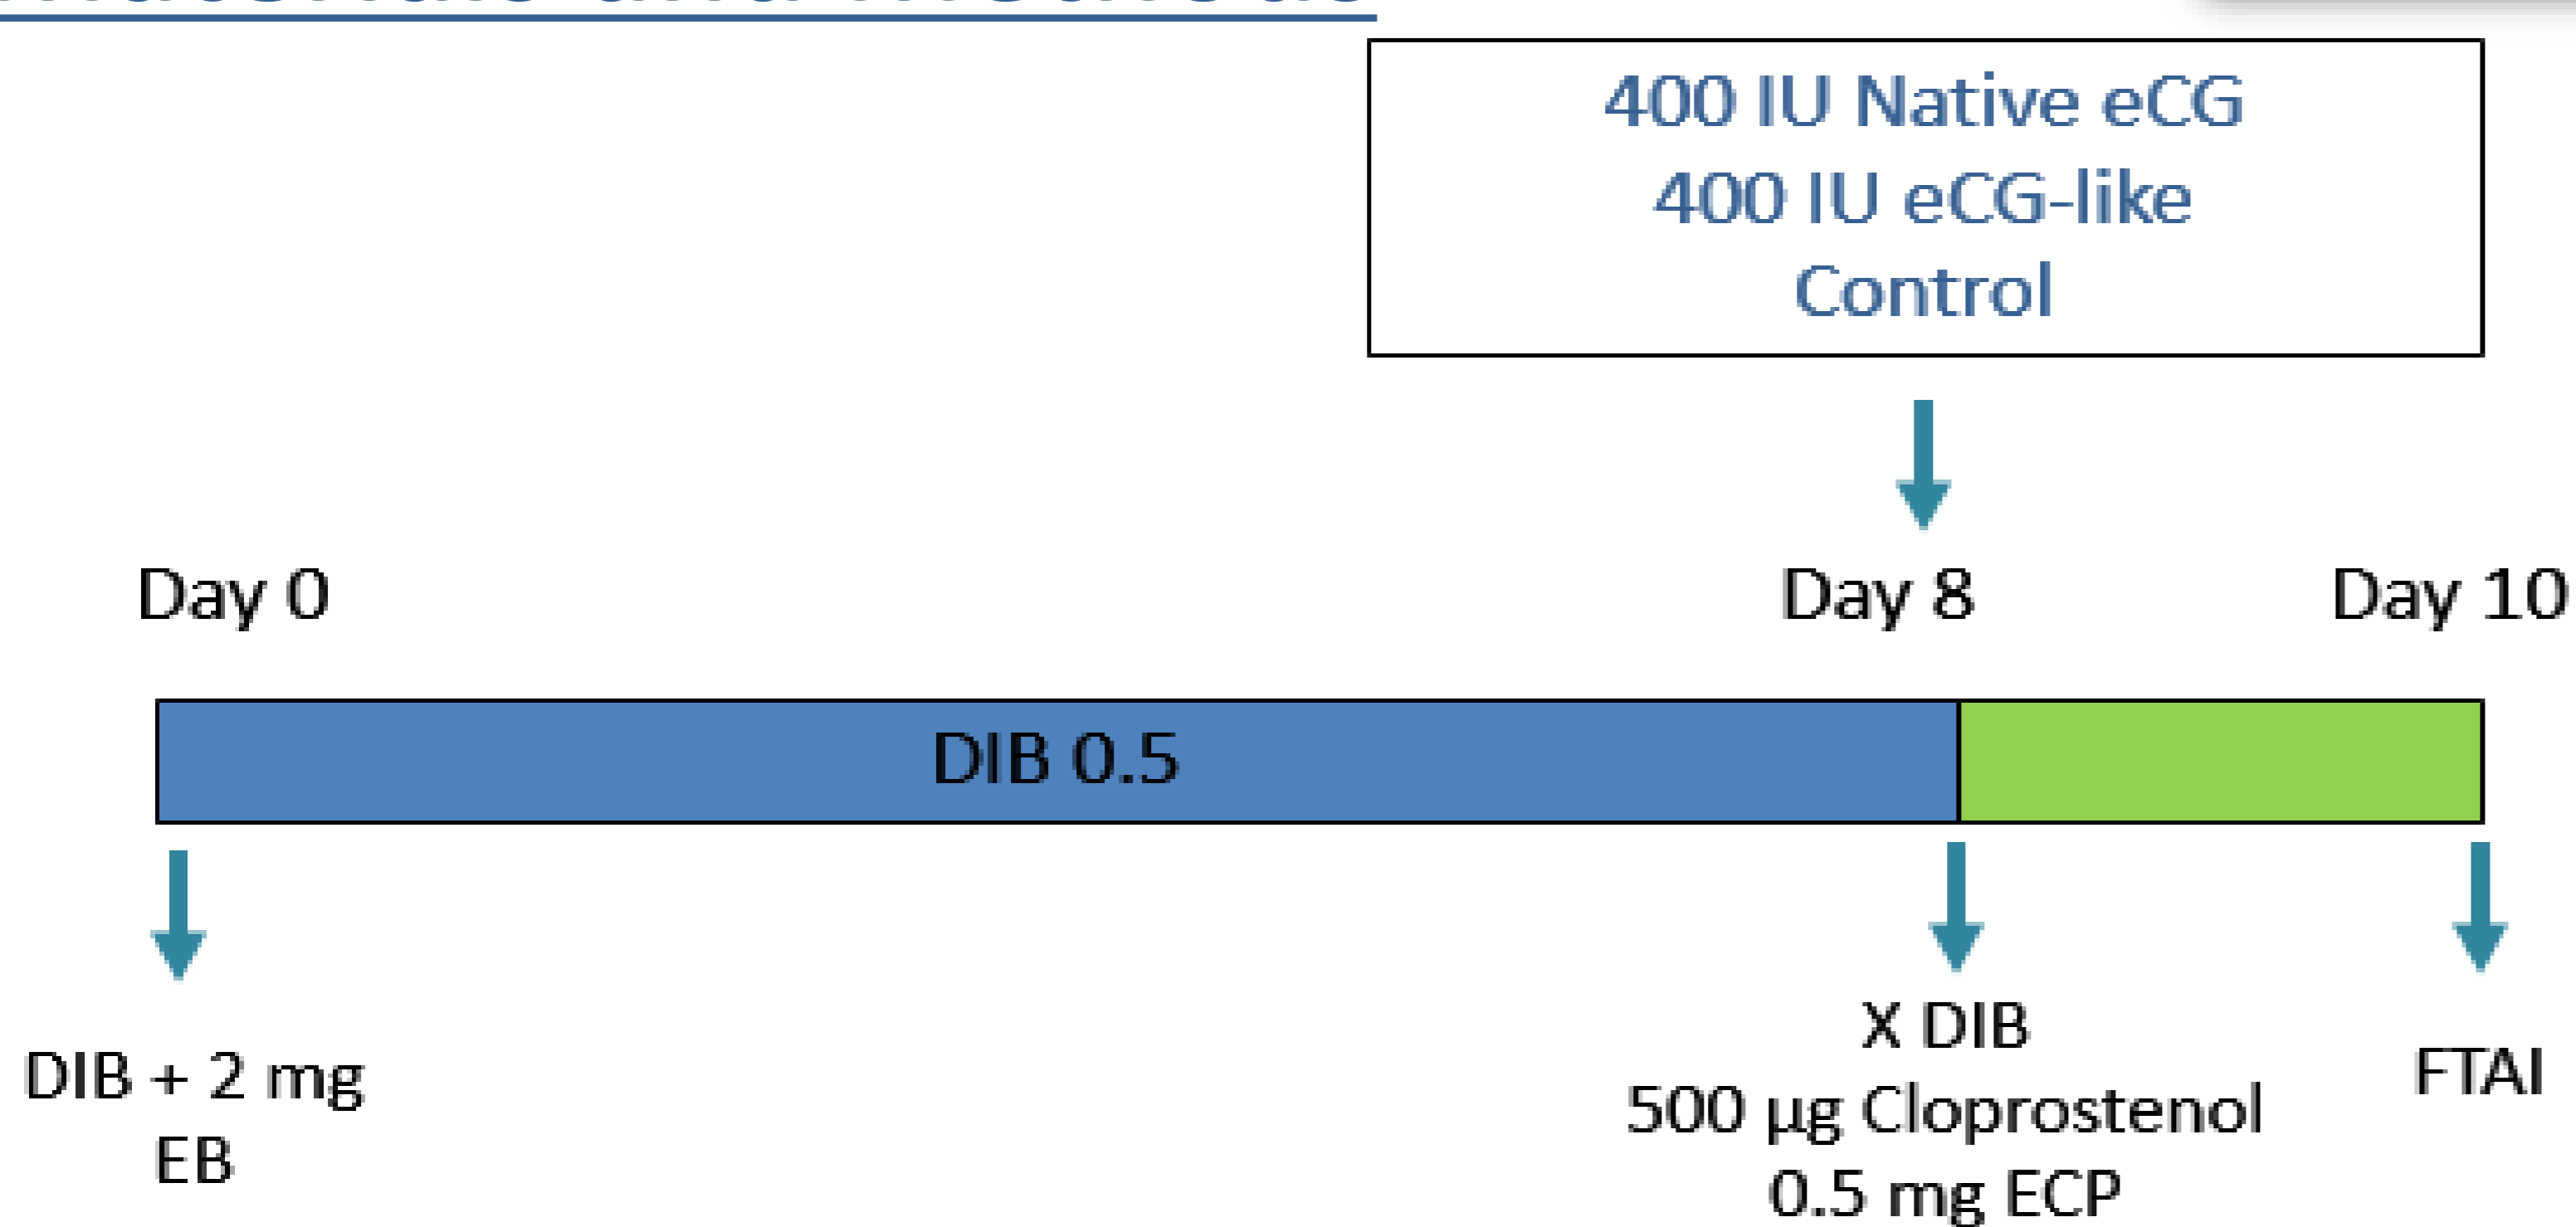 400 IU Native eCG
400 IU eCG-like
Control
Day 0
Day 8
Day 10
DIB 0.5
DIB + 2 mg
EB
X DIB
500 µg Cloprostenol
0.5 mg ECP
FTAI